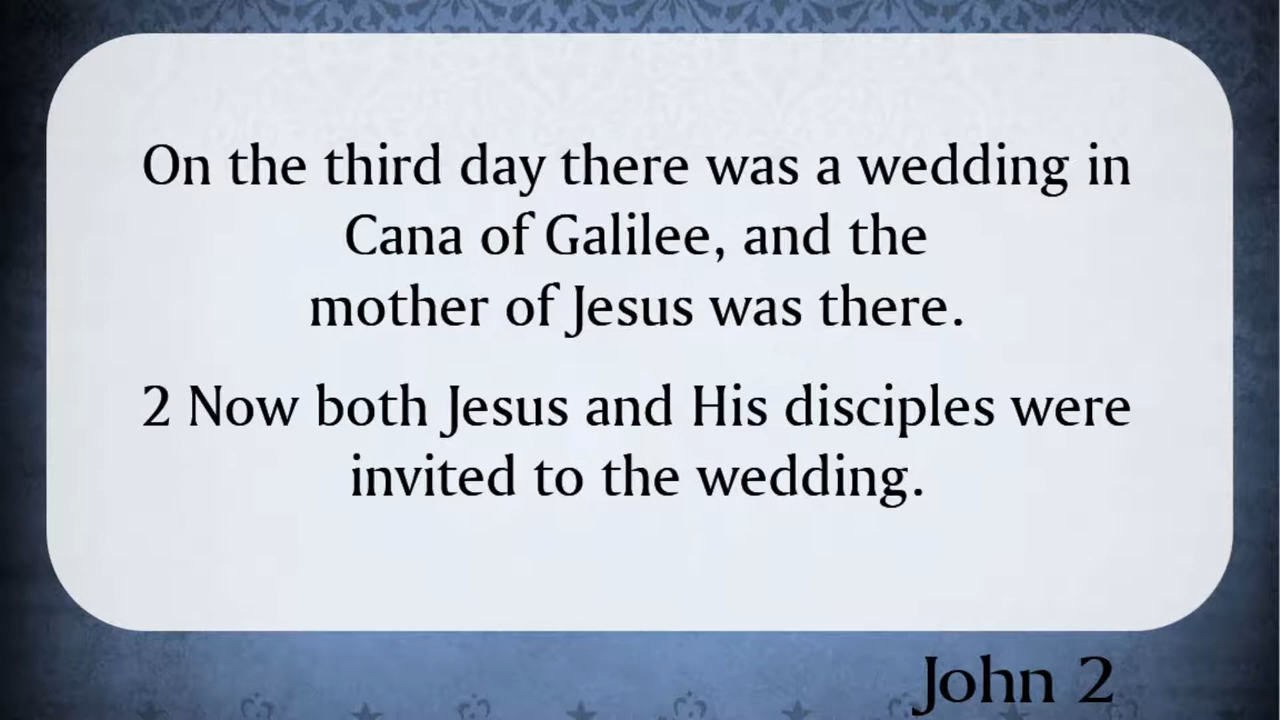 On the third day there was a wedding in
Cana of Galilee, and the
mother of Jesus was there.
2 Now both Jesus and His disciples were
invited to the wedding.
John 2